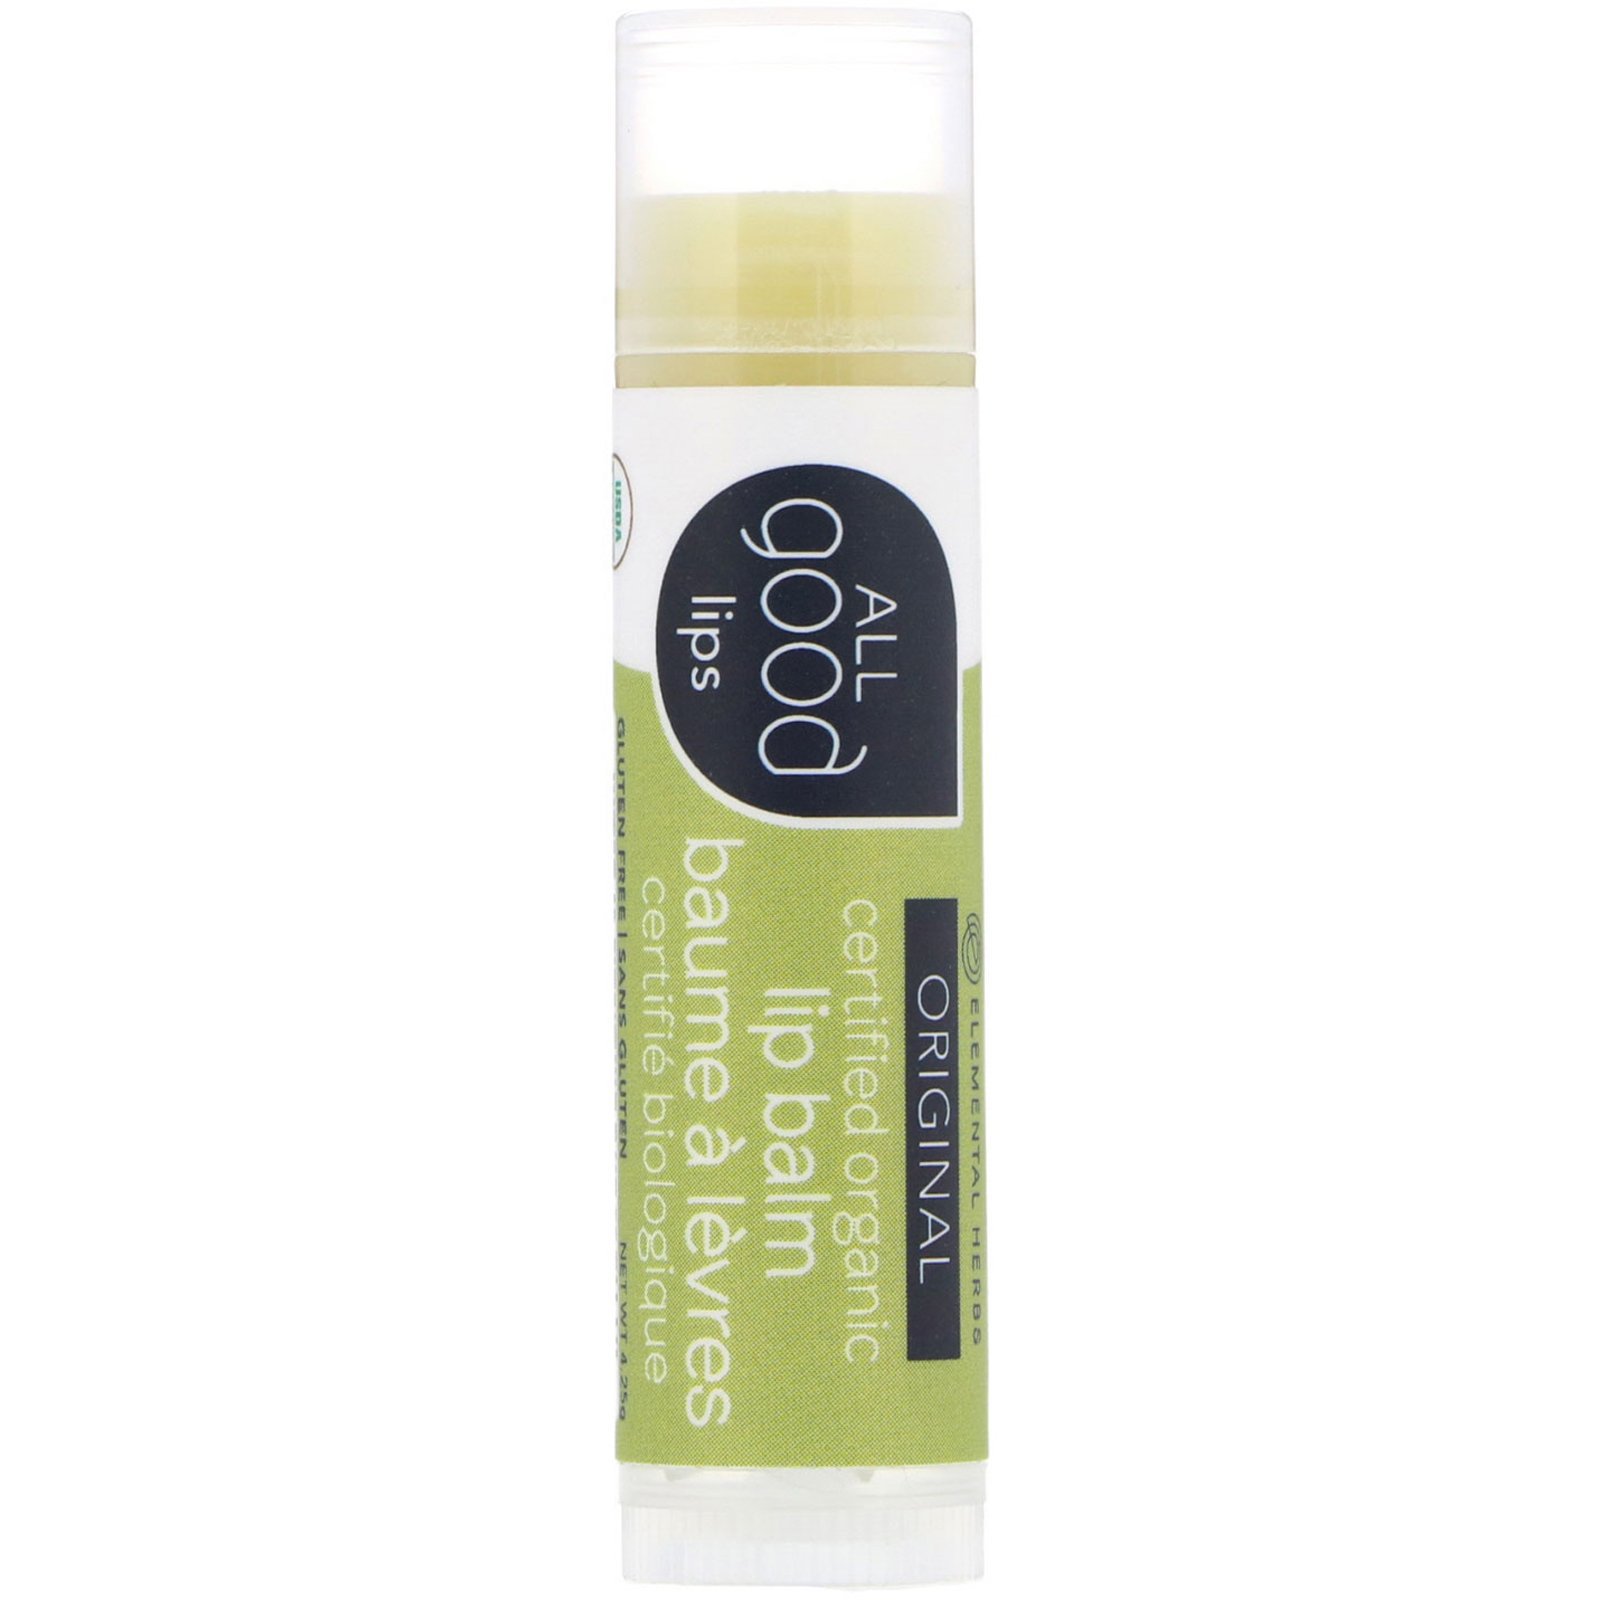 USDA
ALL
good
lips
ELEMENTAL HERBS
ORIGINAL
certified organic
lip balm
baume à lèvres
certifié biologique
GLUTEN FREE | SANS GLUTEN
NET WT 4.25g